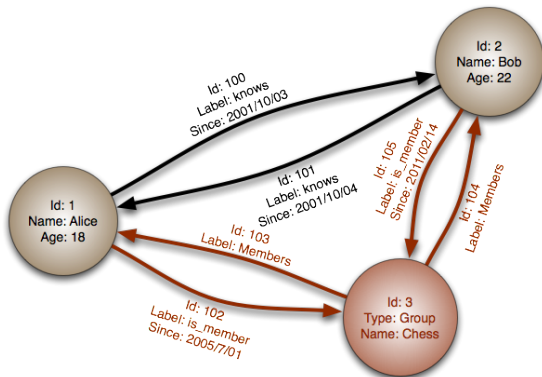 Id: 2
Name: Bob
Age: 22
Id: 100
Label: knows
Since: 2001/10/03
Id: 101
Label: knows
Since: 2001/10/04
Id: 105
Label: is_member
Since: 2011/02/14
Id: 104
Label: Members
Id: 1
Name: Alice
Age: 18
Id: 103
Label: Members
Id: 102
Label: is_member
Since: 2005/7/01
Id: 3
Type: Group
Name: Chess